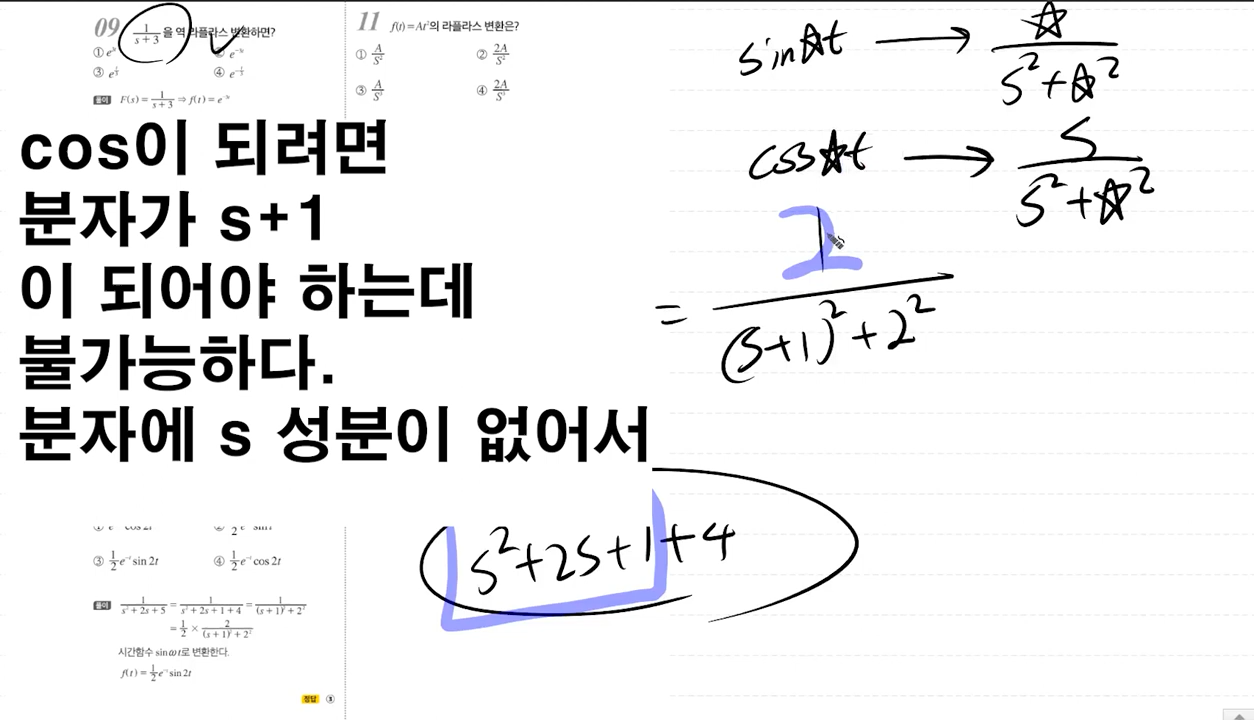 09 1/(s+3) 을 역 라플라스 변환하면?
③ ④
풀이 F(s) = 1/(s+3) ⇒ f(t) = e⁻³ᵗ
11 f(t)=At²의 라플라스 변환은?
① A/S² ② 2A/S²
③ A/S³ ④ 2A/S³
cos이 되려면
분자가 s+1
이 되어야 하는데
불가능하다.
분자에 s 성분이 없어서
sin☆t → ☆/(s²+☆²)
cos☆t → s/(s²+☆²)
= 2/((s+1)²+2²)
s²+2s+1+4
③ 1/2 e⁻ᵗ sin 2t ④ 1/2 e⁻ᵗ cos 2t
풀이 1/(s²+2s+5) = 1/(s²+2s+1+4) = 1/((s+1)²+2²)
= 1/2 × 2/((s+1)²+2²)
시간함수 sin ωt로 변환한다.
f(t) = 1/2 e⁻ᵗ sin 2t
정답 ③